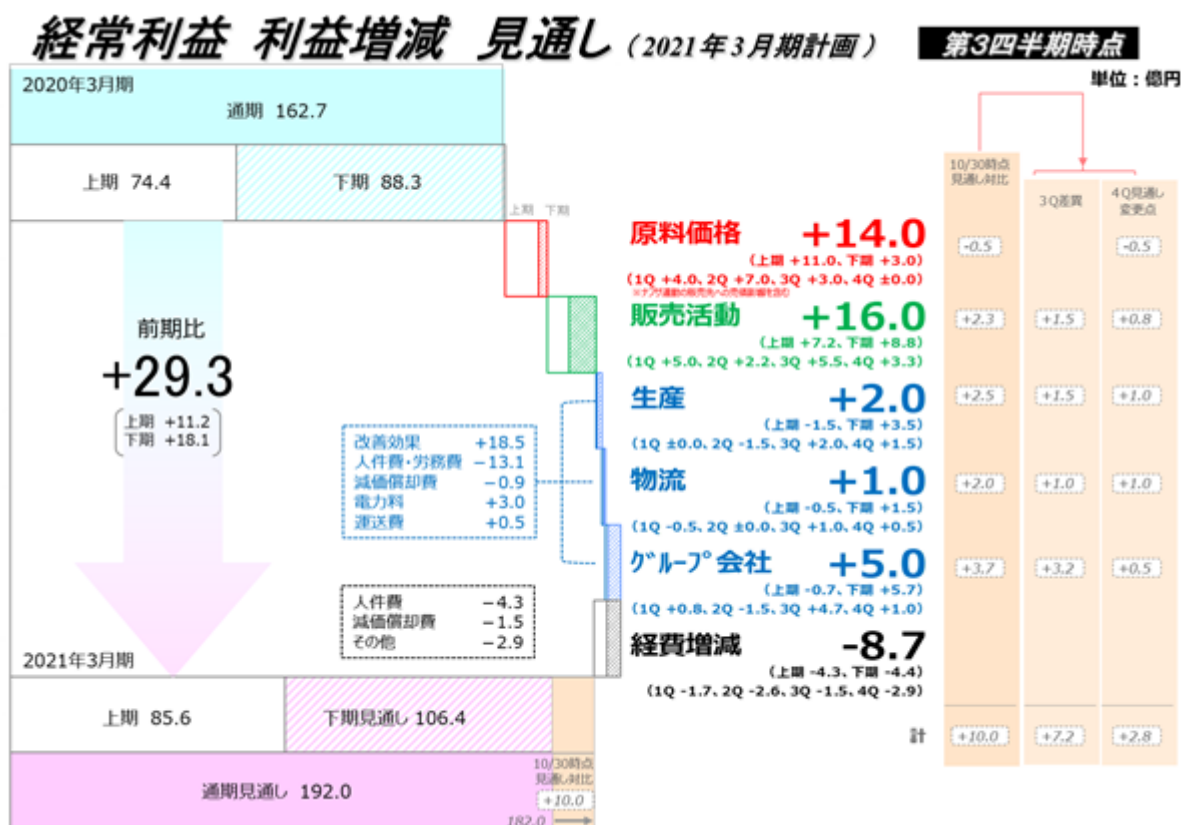 経常利益 利益増減 見通し（2021年3月期計画） 第3四半期時点
単位：億円
2020年3月期
通期 162.7
上期 74.4
下期 88.3
上期 下期
前期比
+29.3
上期 +11.2
下期 +18.1
改善効果 +18.5
人件費・労務費 −13.1
減価償却費 −0.9
電力料 +3.0
運送費 +0.5
人件費 −4.3
減価償却費 −1.5
その他 −2.9
原料価格 +14.0
（上期 +11.0、下期 +3.0）
（1Q +4.0、2Q +7.0、3Q +3.0、4Q ±0.0）
販売活動 +16.0
（上期 +7.2、下期 +8.8）
（1Q +5.0、2Q +2.2、3Q +5.5、4Q +3.3）
生産 +2.0
（上期 -1.5、下期 +3.5）
（1Q ±0.0、2Q -1.5、3Q +2.0、4Q +1.5）
物流 +1.0
（上期 -0.5、下期 +1.5）
（1Q -0.5、2Q ±0.0、3Q +1.0、4Q +0.5）
ｸﾞﾙｰﾌﾟ会社 +5.0
（上期 -0.7、下期 +5.7）
（1Q +0.8、2Q -1.5、3Q +4.7、4Q +1.0）
経費増減 -8.7
（上期 -4.3、下期 -4.4）
（1Q -1.7、2Q -2.6、3Q -1.5、4Q -2.9）
計
10/30時点
見通し対比
3Q差異
4Q見通し
変更点
-0.5 -0.5
+2.3 +1.5 +0.8
+2.5 +1.5 +1.0
+2.0 +1.0 +1.0
+3.7 +3.2 +0.5
+10.0 +7.2 +2.8
2021年3月期
上期 85.6
下期見通し 106.4
通期見通し 192.0
10/30時点
見通し対比
+10.0
182.0